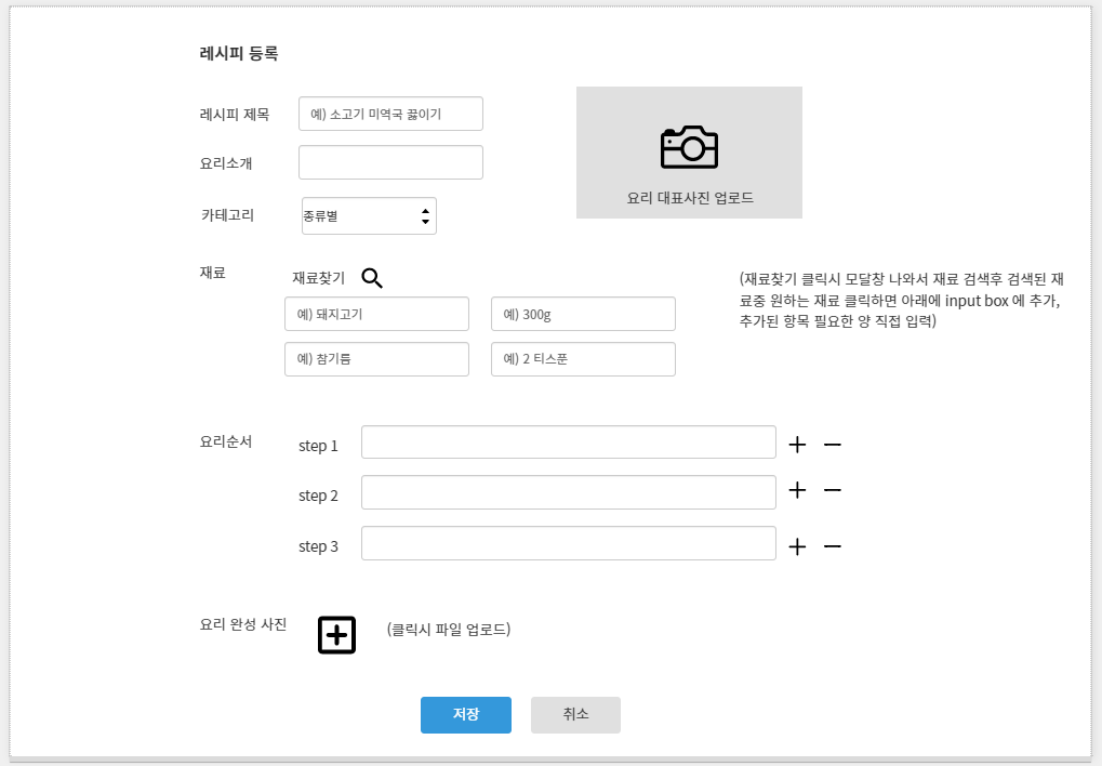 레시피 등록
레시피 제목
예) 소고기 미역국 끓이기
요리소개
카테고리
종류별
요리 대표사진 업로드
재료
재료찾기
(재료찾기 클릭시 모달창 나와서 재료 검색후 검색된 재
료중 원하는 재료 클릭하면 아래에 input box 에 추가,
추가된 항목 필요한 양 직접 입력)
예) 돼지고기
예) 300g
예) 참기름
예) 2 티스푼
요리순서
step 1
step 2
step 3
요리 완성 사진
(클릭시 파일 업로드)
저장
취소